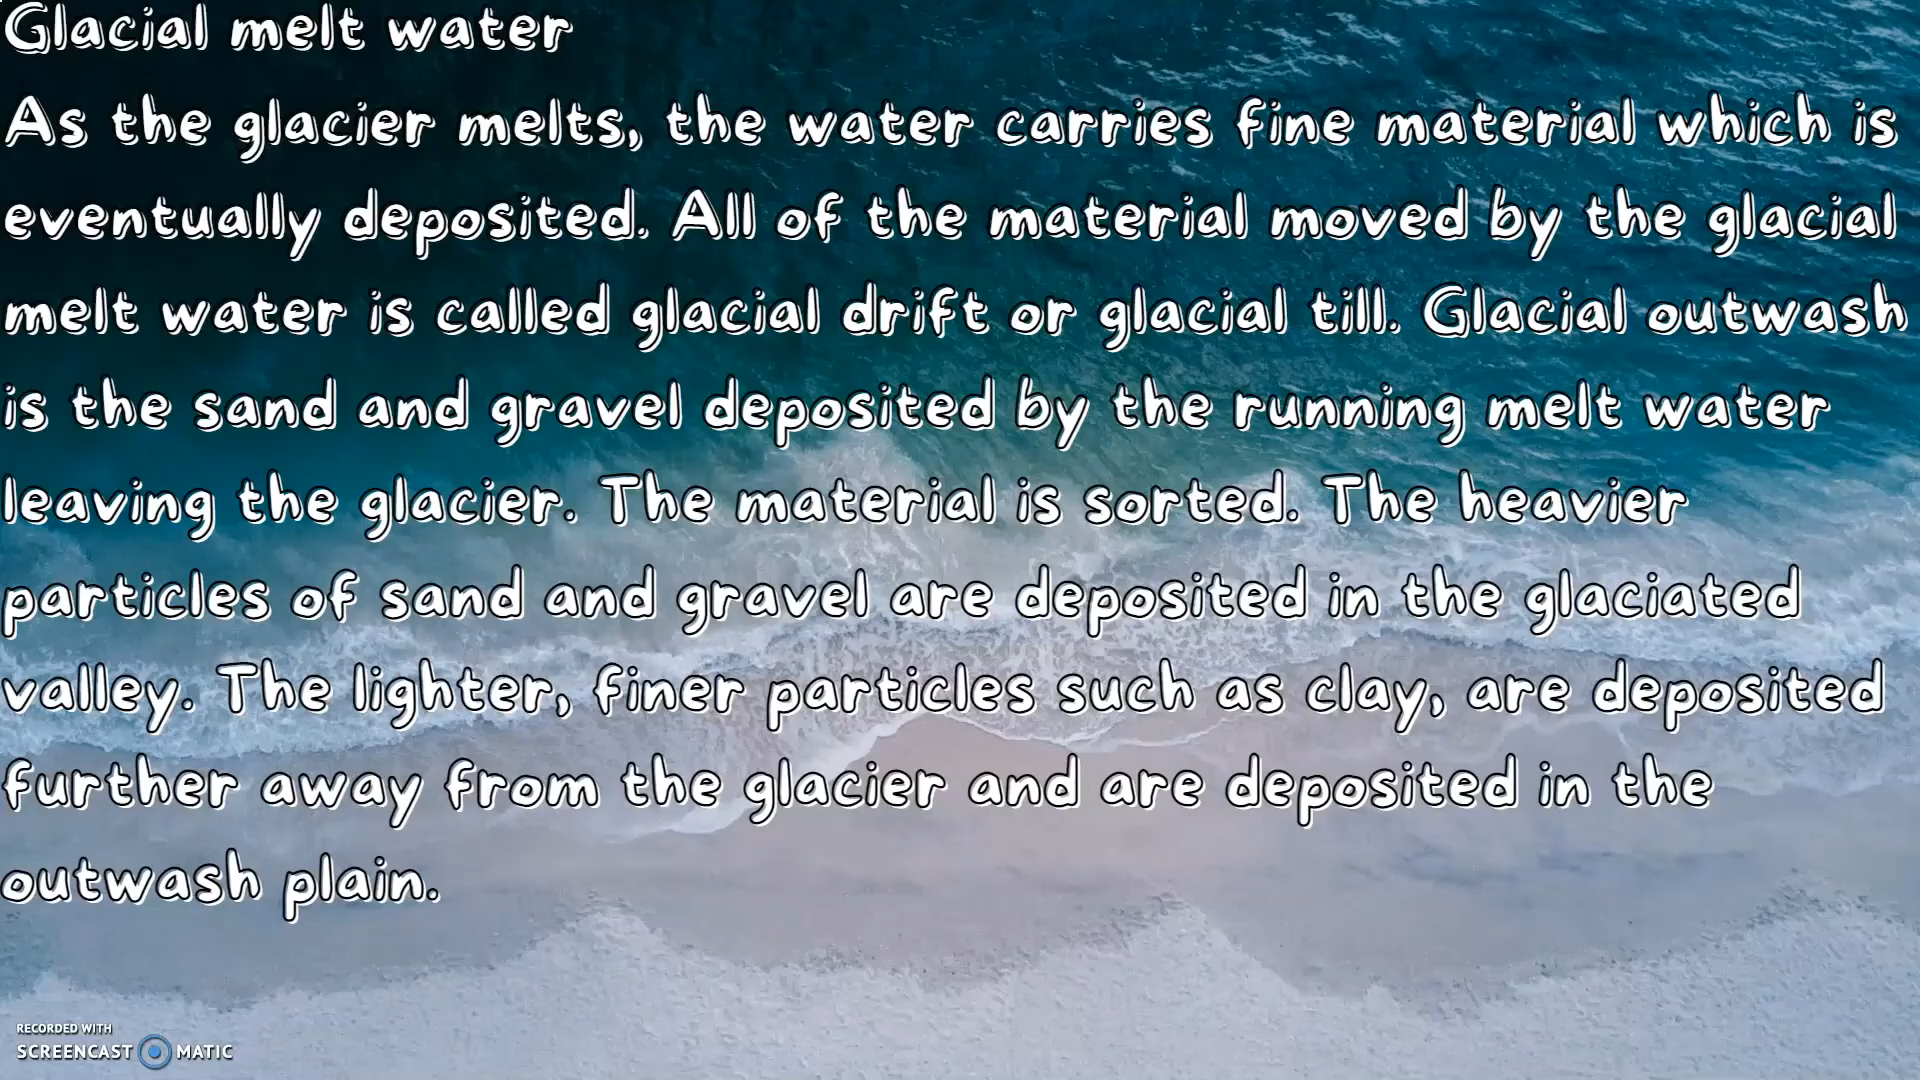 Glacial melt water
As the glacier melts, the water carries fine material which is
eventually deposited. All of the material moved by the glacial
melt water is called glacial drift or glacial till. Glacial outwash
is the sand and gravel deposited by the running melt water
leaving the glacier. The material is sorted. The heavier
particles of sand and gravel are deposited in the glaciated
valley. The lighter, finer particles such as clay, are deposited
further away from the glacier and are deposited in the
outwash plain.
RECORDED WITH
SCREENCAST MATIC